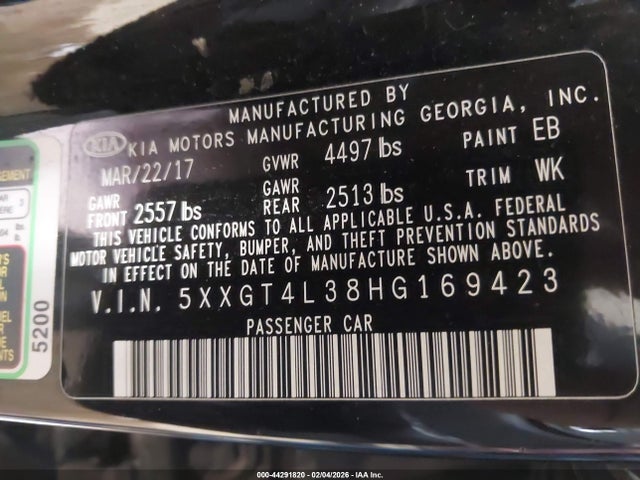 MANUFACTURED BY
KIA KIA MOTORS MANUFACTURING GEORGIA, INC.
MAR/22/17 GVWR 4497 lbs PAINT EB
GAWR FRONT 2557 lbs GAWR REAR 2513 lbs TRIM WK
THIS VEHICLE CONFORMS TO ALL APPLICABLE U.S.A. FEDERAL
MOTOR VEHICLE SAFETY, BUMPER, AND THEFT PREVENTION STANDARDS
IN EFFECT ON THE DATE OF MANUFACTURE SHOWN ABOVE.
V.I.N. 5XXGT4L38HG169423
PASSENGER CAR
5200
000-44291820 - 02/04/2026 - IAA Inc.